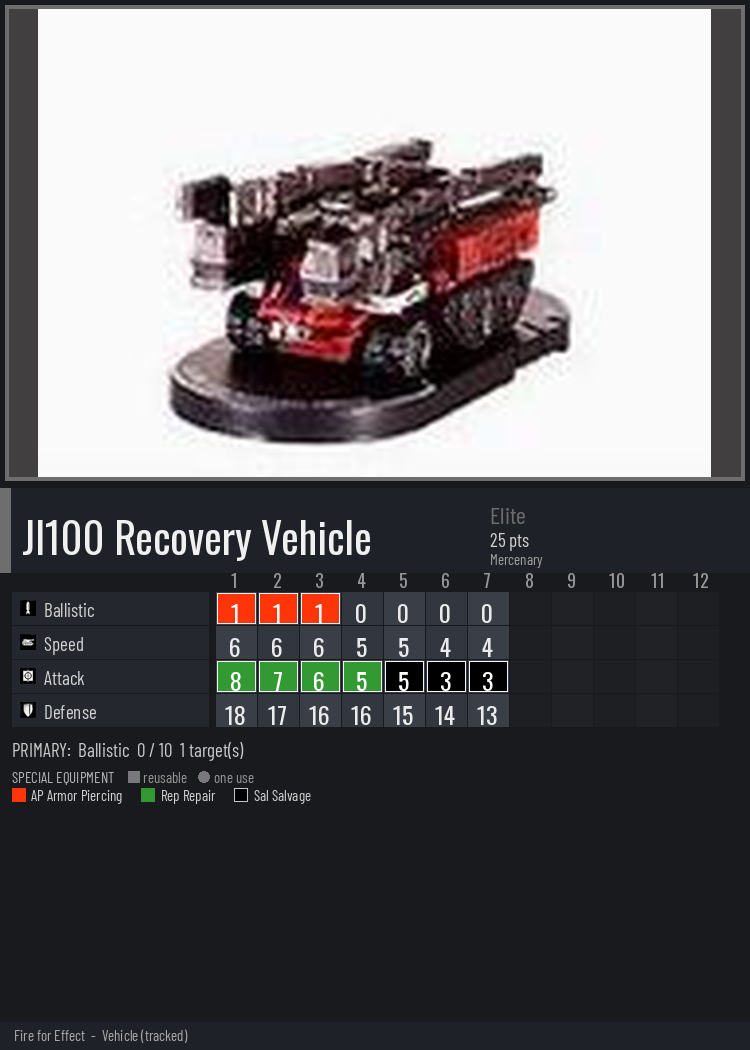 JI100 Recovery Vehicle
Elite
25 pts
Mercenary
1 2 3 4 5 6 7 8 9 10 11 12
Ballistic 1 1 1 0 0 0 0
Speed 6 6 6 5 5 4 4
Attack 8 7 6 5 5 3 3
Defense 18 17 16 16 15 14 13
PRIMARY: Ballistic 0 / 10 1 target(s)
SPECIAL EQUIPMENT reusable one use
AP Armor Piercing Rep Repair Sal Salvage
Fire for Effect - Vehicle (tracked)